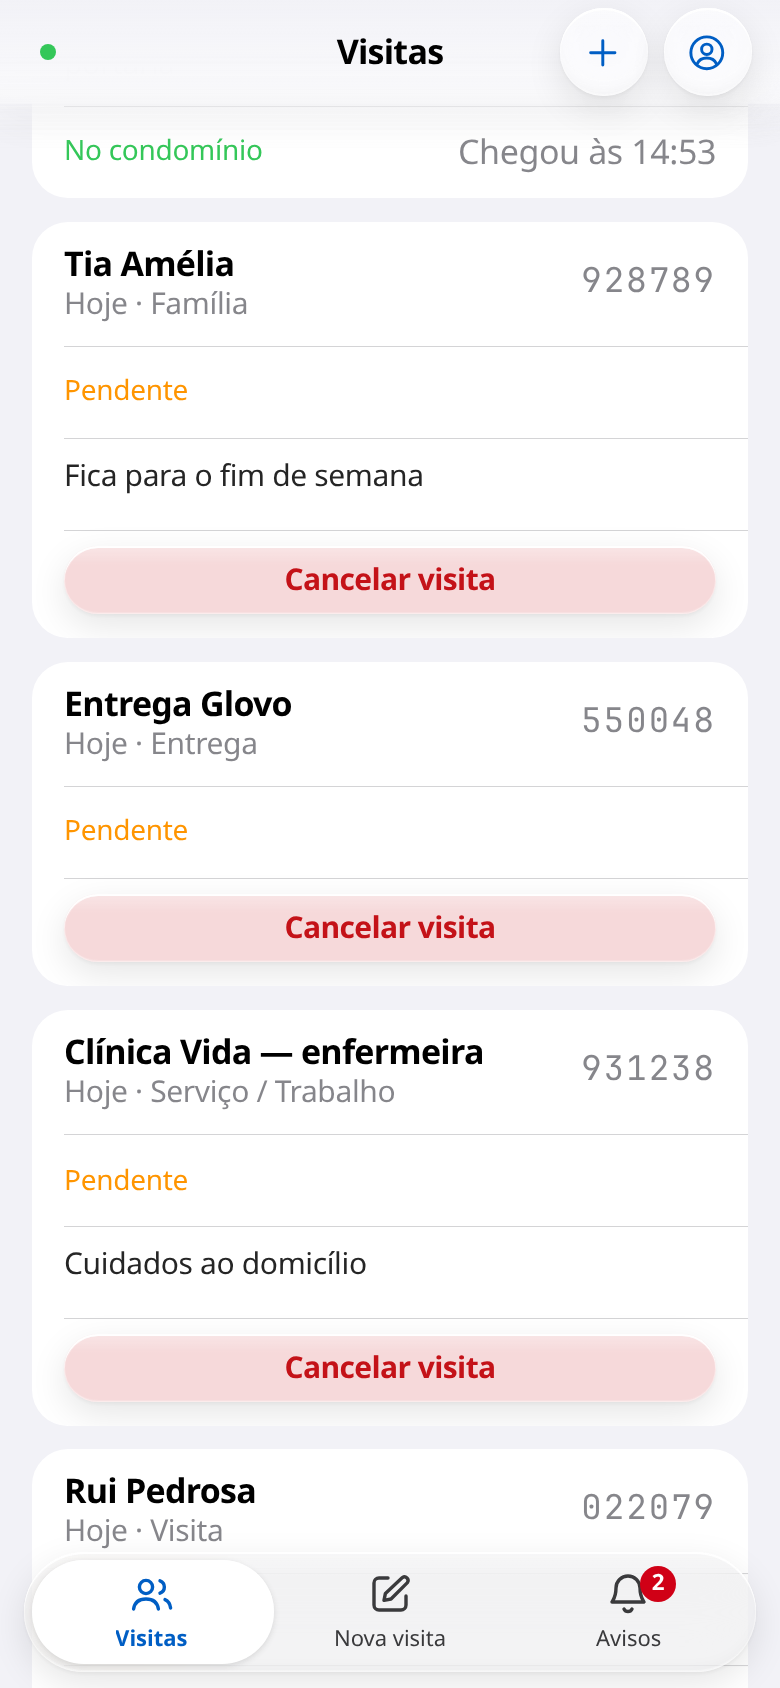 Visitas
No condomínio
Chegou às 14:53
Tia Amélia
928789
Hoje · Família
Pendente
Fica para o fim de semana
Cancelar visita
Entrega Glovo
550048
Hoje · Entrega
Pendente
Cancelar visita
Clínica Vida — enfermeira
931238
Hoje · Serviço / Trabalho
Pendente
Cuidados ao domicílio
Cancelar visita
Rui Pedrosa
022079
Hoje · Visita
2
Visitas
Nova visita
Avisos